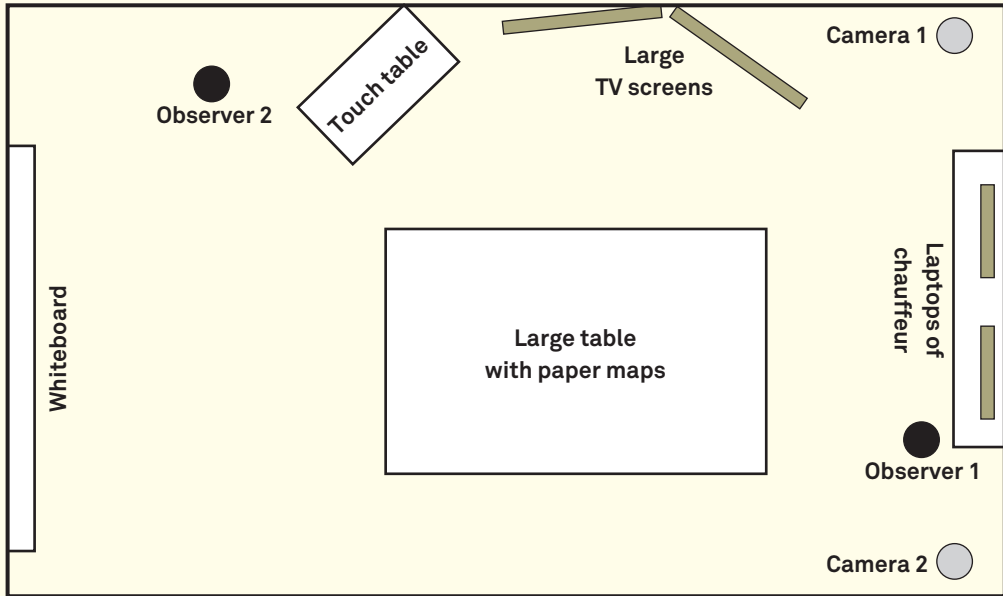 Camera 1
Large
TV screens
Touch table
Observer 2
Whiteboard
Large table
with paper maps
Laptops of
chauffeur
Observer 1
Camera 2